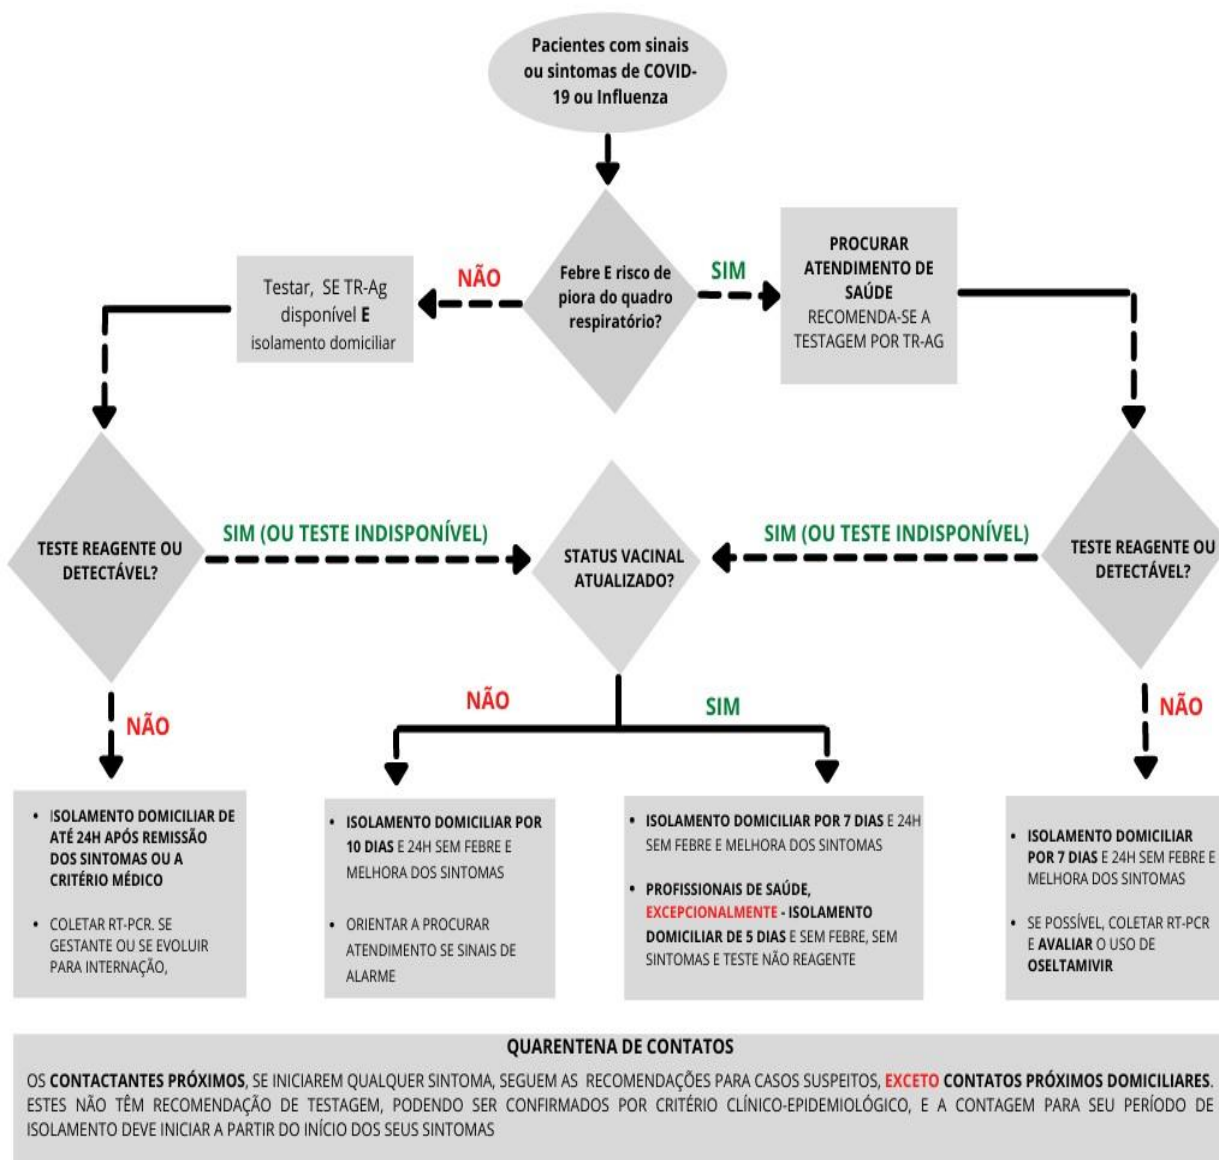 Pacientes com sinais
ou sintomas de COVID-
19 ou Influenza
Testar, SE TR-Ag
disponível E
isolamento domiciliar
NÃO
Febre E risco de
piora do quadro
respiratório?
SIM
PROCURAR
ATENDIMENTO DE
SAÚDE
RECOMENDA-SE A
TESTAGEM POR TR-AG
TESTE REAGENTE OU
DETECTÁVEL?
SIM (OU TESTE INDISPONÍVEL)
STATUS VACINAL
ATUALIZADO?
SIM (OU TESTE INDISPONÍVEL)
TESTE REAGENTE OU
DETECTÁVEL?
NÃO
NÃO
SIM
NÃO
• ISOLAMENTO DOMICILIAR DE
ATÉ 24H APÓS REMISSÃO
DOS SINTOMAS OU A
CRITÉRIO MÉDICO
• COLETAR RT-PCR. SE
GESTANTE OU SE EVOLUIR
PARA INTERNAÇÃO,
• ISOLAMENTO DOMICILIAR POR
10 DIAS E 24H SEM FEBRE E
MELHORA DOS SINTOMAS
• ORIENTAR A PROCURAR
ATENDIMENTO SE SINAIS DE
ALARME
• ISOLAMENTO DOMICILIAR POR 7 DIAS E 24H
SEM FEBRE E MELHORA DOS SINTOMAS
• PROFISSIONAIS DE SAÚDE,
EXCEPCIONALMENTE - ISOLAMENTO
DOMICILIAR DE 5 DIAS E SEM FEBRE, SEM
SINTOMAS E TESTE NÃO REAGENTE
• ISOLAMENTO DOMICILIAR
POR 7 DIAS E 24H SEM FEBRE E
MELHORA DOS SINTOMAS
• SE POSSÍVEL, COLETAR RT-PCR
E AVALIAR O USO DE
OSELTAMIVIR
QUARENTENA DE CONTATOS
OS CONTACTANTES PRÓXIMOS, SE INICIAREM QUALQUER SINTOMA, SEGUEM AS RECOMENDAÇÕES PARA CASOS SUSPEITOS, EXCETO CONTATOS PRÓXIMOS DOMICILIARES.
ESTES NÃO TÊM RECOMENDAÇÃO DE TESTAGEM, PODENDO SER CONFIRMADOS POR CRITÉRIO CLÍNICO-EPIDEMIOLÓGICO, E A CONTAGEM PARA SEU PERÍODO DE
ISOLAMENTO DEVE INICIAR A PARTIR DO INÍCIO DOS SEUS SINTOMAS